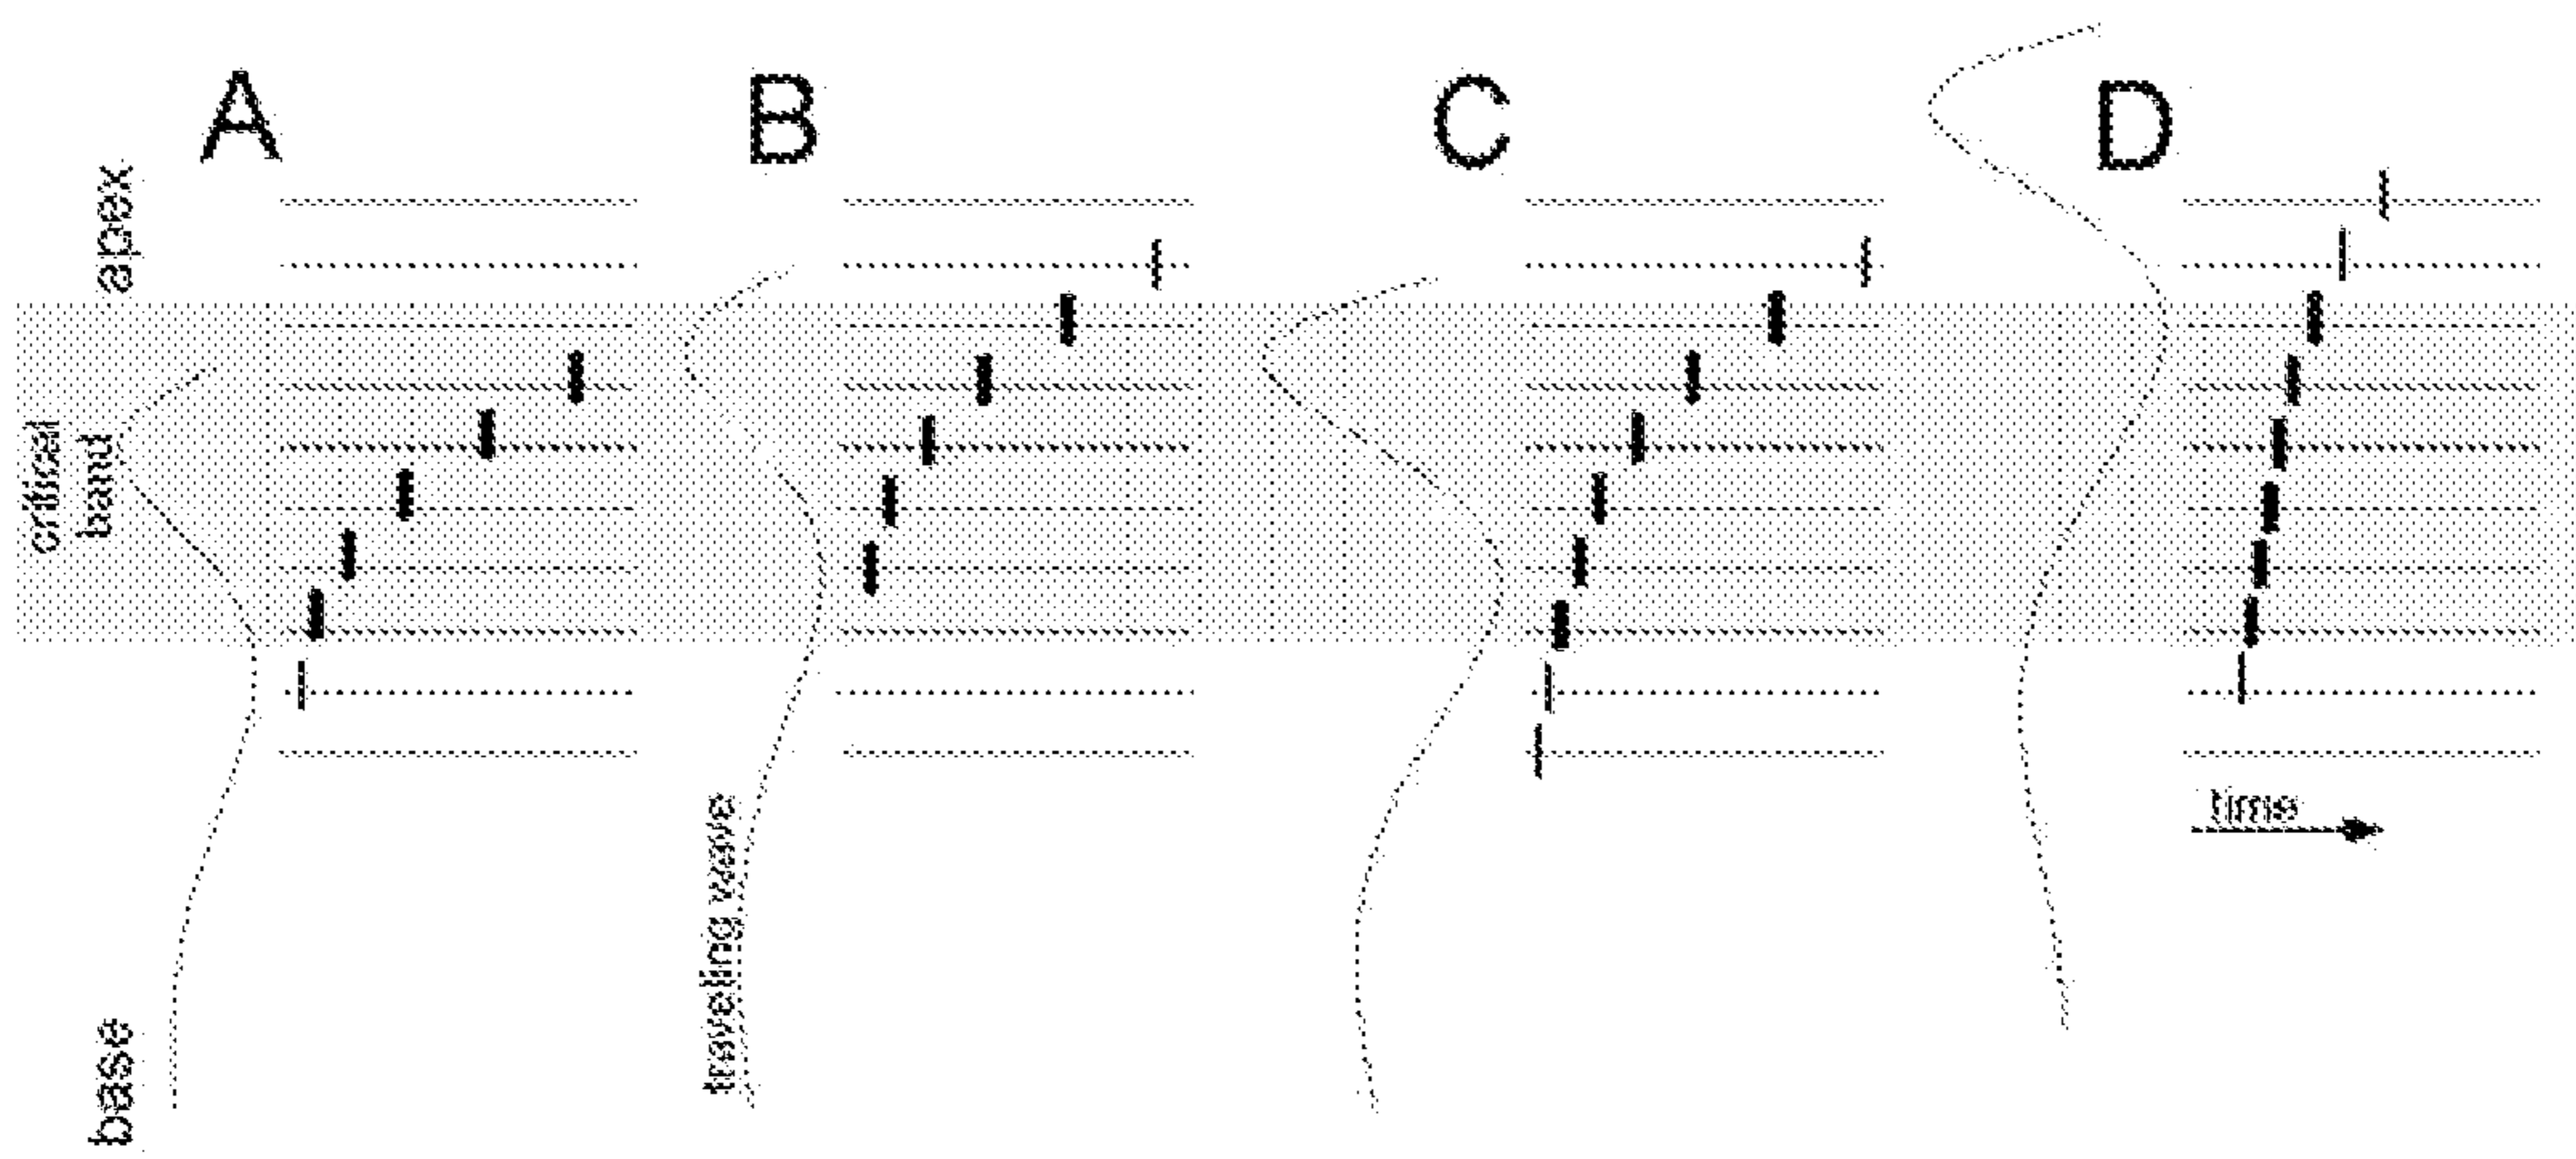 A
B
C
D
apex
critical
band
base
traveling wave
time